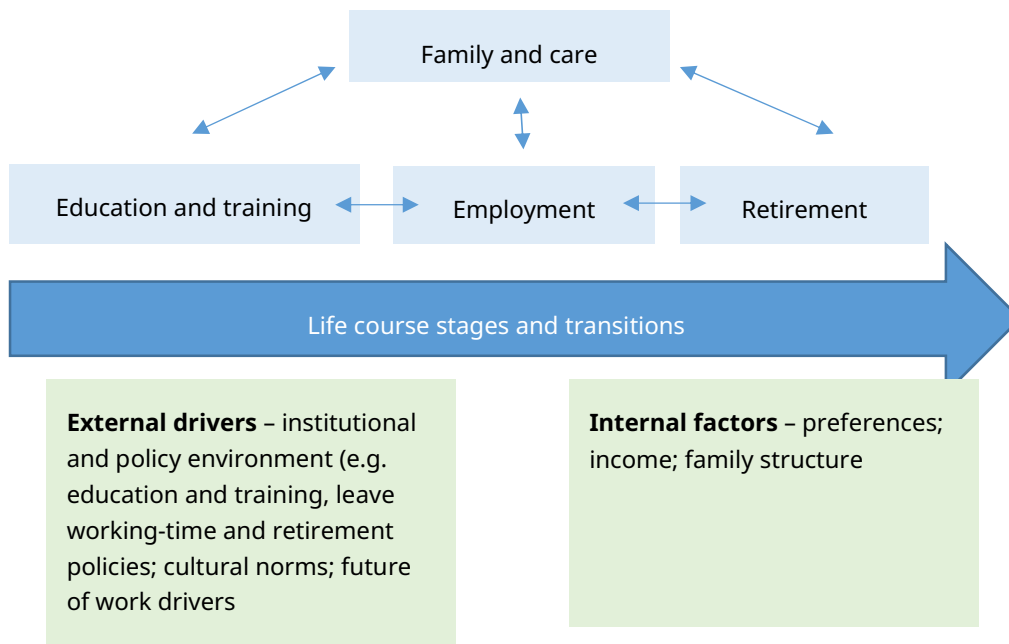 Family and care
Education and training
Employment
Retirement
Life course stages and transitions
External drivers – institutional
and policy environment (e.g.
education and training, leave
working-time and retirement
policies; cultural norms; future
of work drivers
Internal factors – preferences;
income; family structure